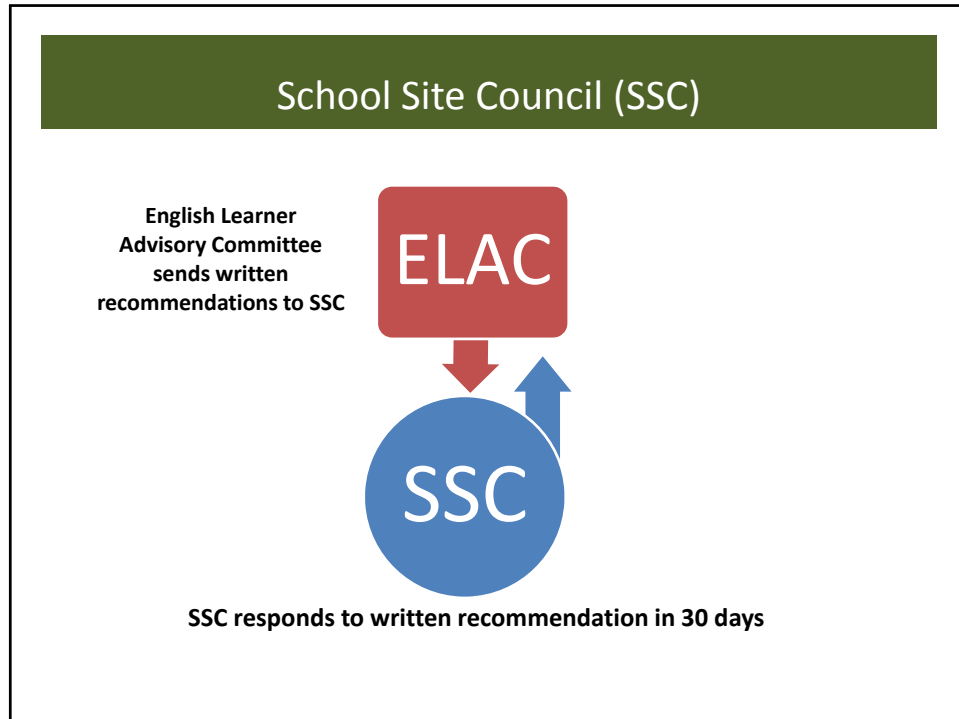 School Site Council (SSC)
English Learner
Advisory Committee
sends written
recommendations to SSC
ELAC
SSC
SSC responds to written recommendation in 30 days